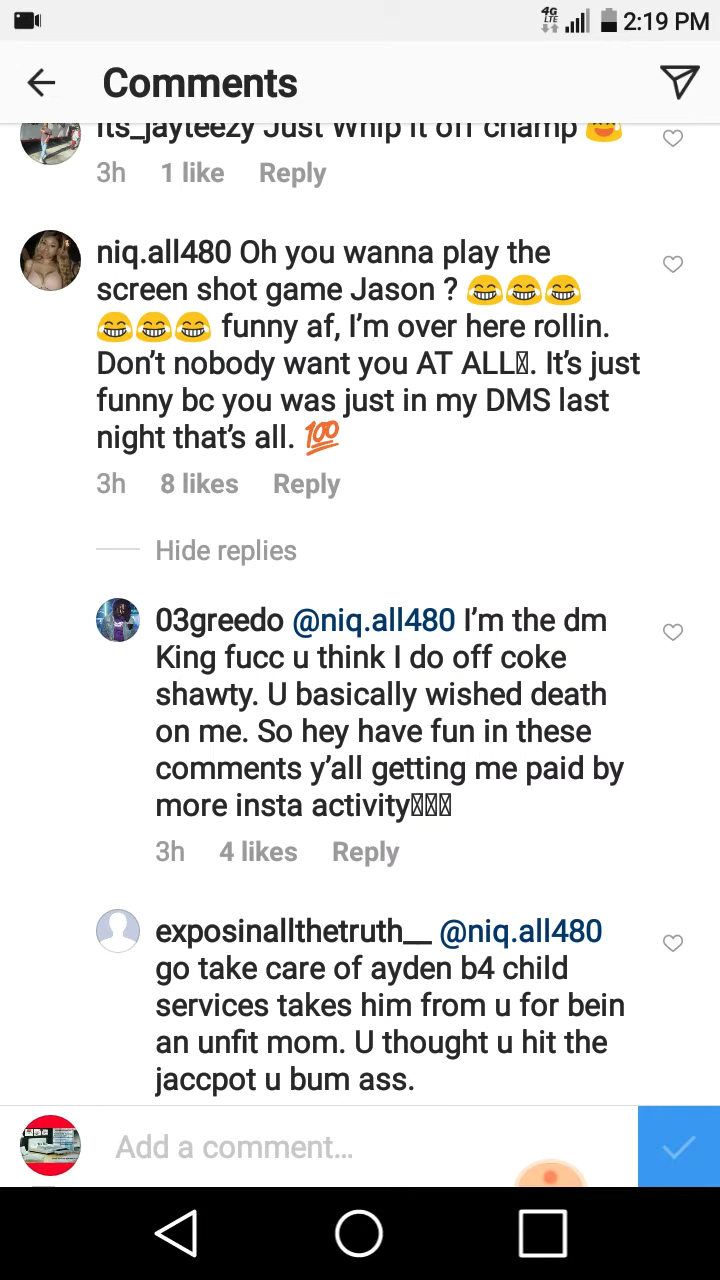 4G
LTE
2:19 PM
Comments
its_jayteezy Just Whip it off champ 😅
3h 1 like Reply
niq.all480 Oh you wanna play the
screen shot game Jason ? 😂😂😂
😂😂😂 funny af, I'm over here rollin.
Don't nobody want you AT ALL. It's just
funny bc you was just in my DMS last
night that's all. 💯
3h 8 likes Reply
Hide replies
03greedo @niq.all480 I'm the dm
King fucc u think I do off coke
shawty. U basically wished death
on me. So hey have fun in these
comments y'all getting me paid by
more insta activity
3h 4 likes Reply
exposinallthetruth__ @niq.all480
go take care of ayden b4 child
services takes him from u for bein
an unfit mom. U thought u hit the
jaccpot u bum ass.
Add a comment...